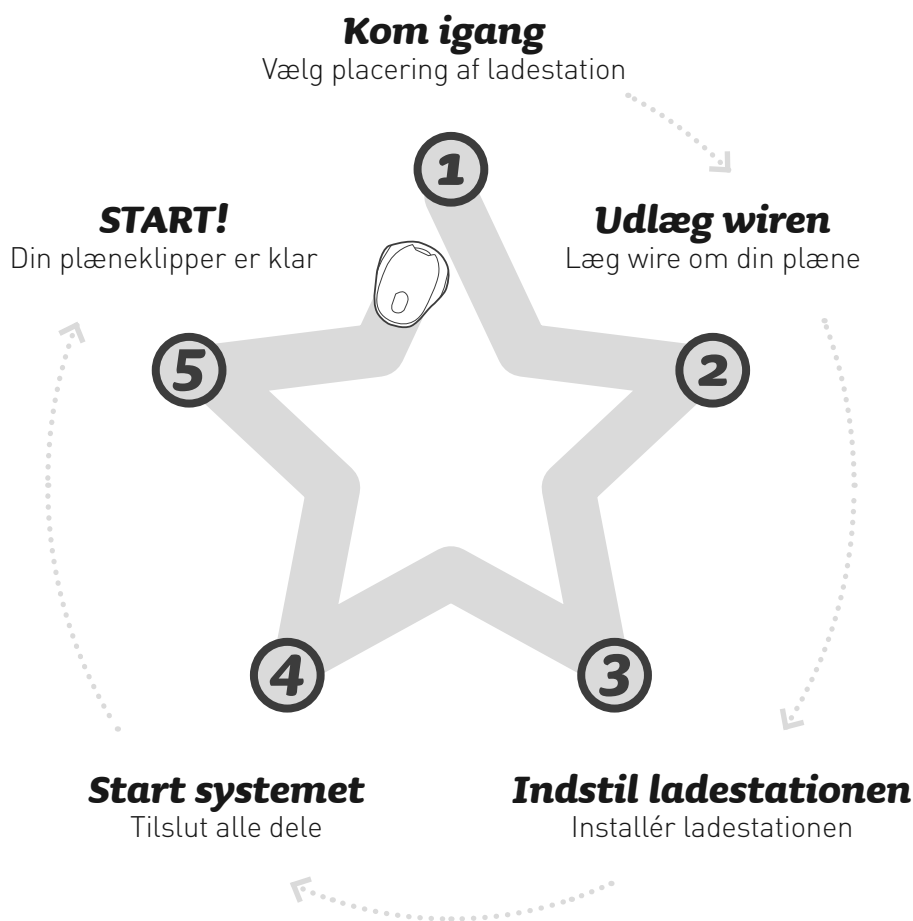 Kom igang
Vælg placering af ladestation
1
Udlæg wiren
Læg wire om din plæne
2
Indstil ladestationen
Installér ladestationen
3
Start systemet
Tilslut alle dele
4
START!
Din plæneklipper er klar
5